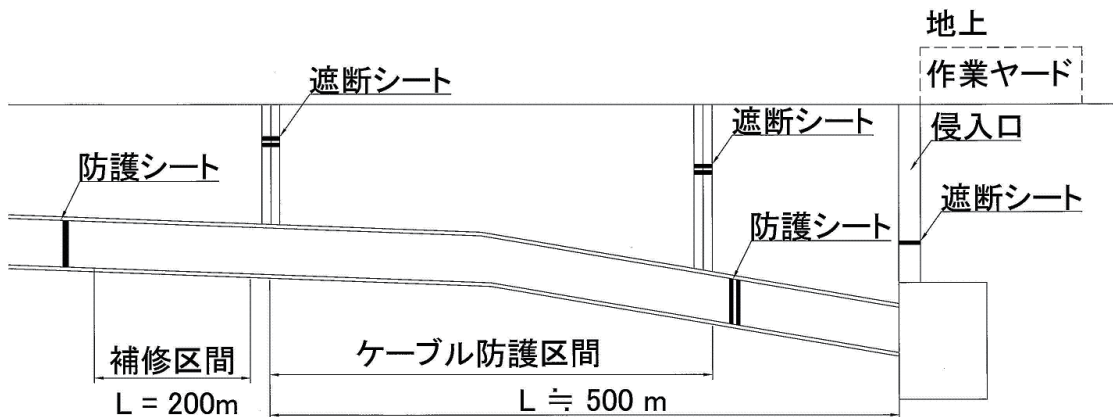 地上
作業ヤード
遮断シート
遮断シート
侵入口
防護シート
遮断シート
防護シート
補修区間
ケーブル防護区間
L = 200m
L ≒ 500 m